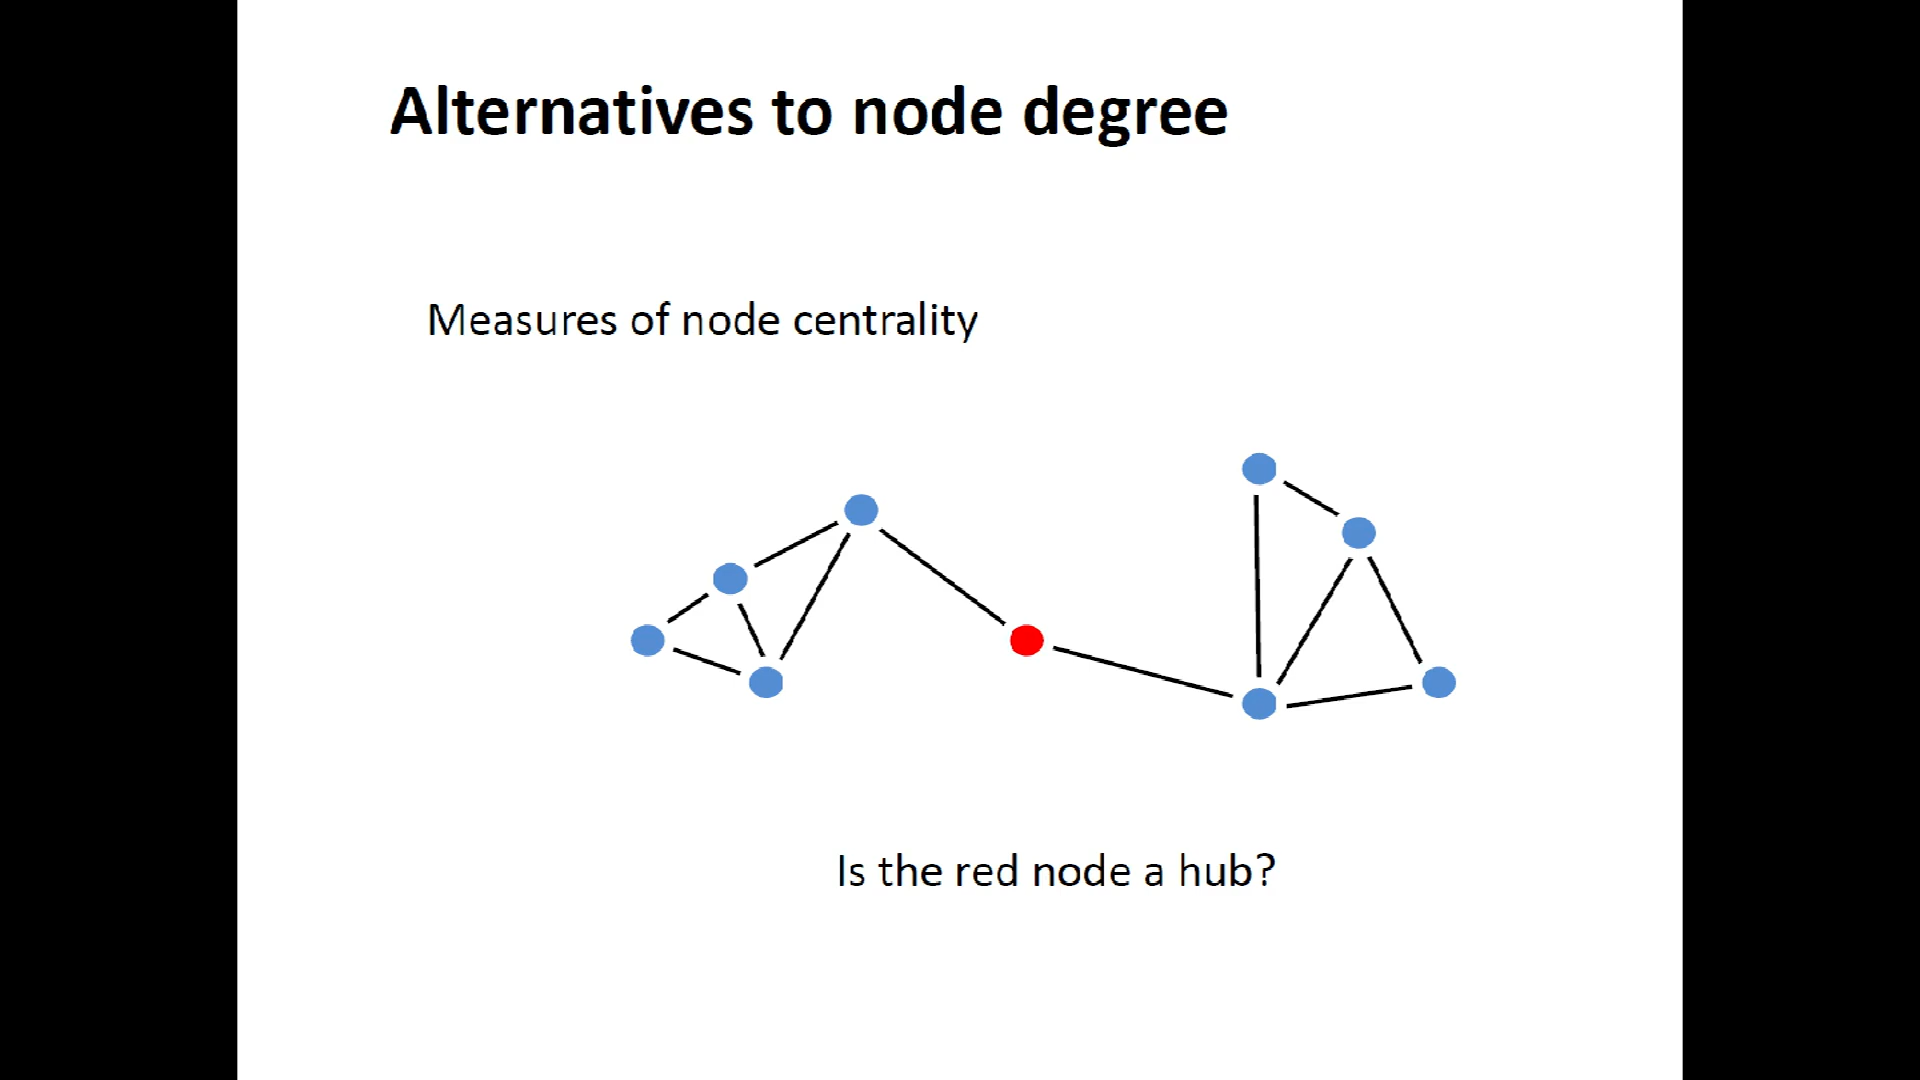 Alternatives to node degree
Measures of node centrality
Is the red node a hub?